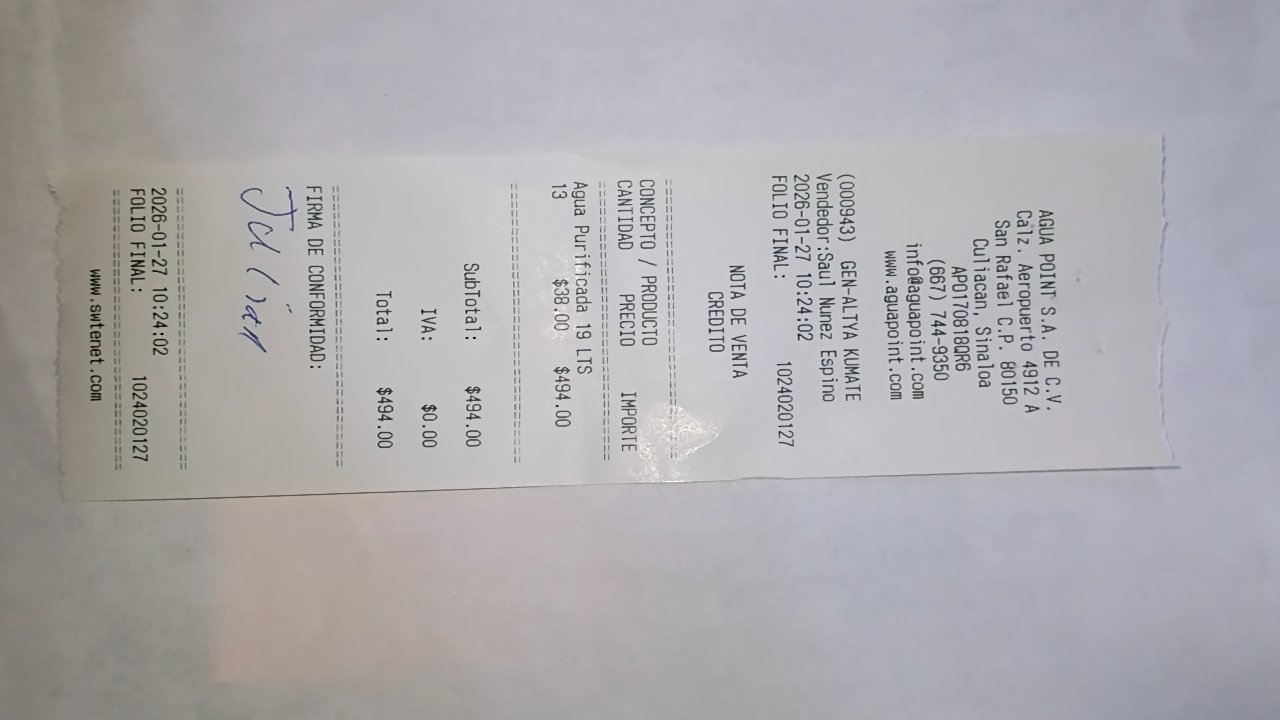 AGUA POINT S.A. DE C.V.
Calz. Aeropuerto 4912 A
San Rafael C.P. 80150
Culiacan, Sinaloa
APO170818QR6
(667) 744-9350
info@aguapoint.com
www.aguapoint.com
(000943) GEN-ALTYA KUMATE
Vendedor:Saul Nunez Espino
2026-01-27 10:24:02
FOLIO FINAL: 1024020127
NOTA DE VENTA
CREDITO
CONCEPTO / PRODUCTO
CANTIDAD PRECIO IMPORTE
Agua Purificada 19 LTS
13 $38.00 $494.00
SubTotal: $494.00
IVA: $0.00
Total: $494.00
FIRMA DE CONFORMIDAD:
2026-01-27 10:24:02
FOLIO FINAL: 1024020127
www.swtenet.com